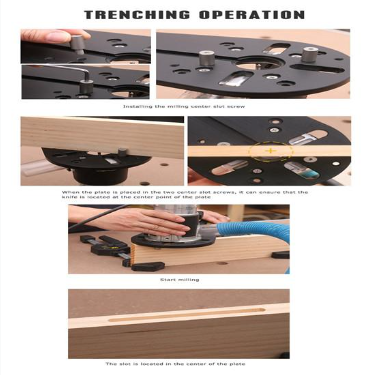 TRENCHING OPERATION
Installing the milling center slot screw
When the plate is placed in the two center slot screws, it can ensure that the
knife is located at the center point of the plate
Start milling
The slot is located in the center of the plate